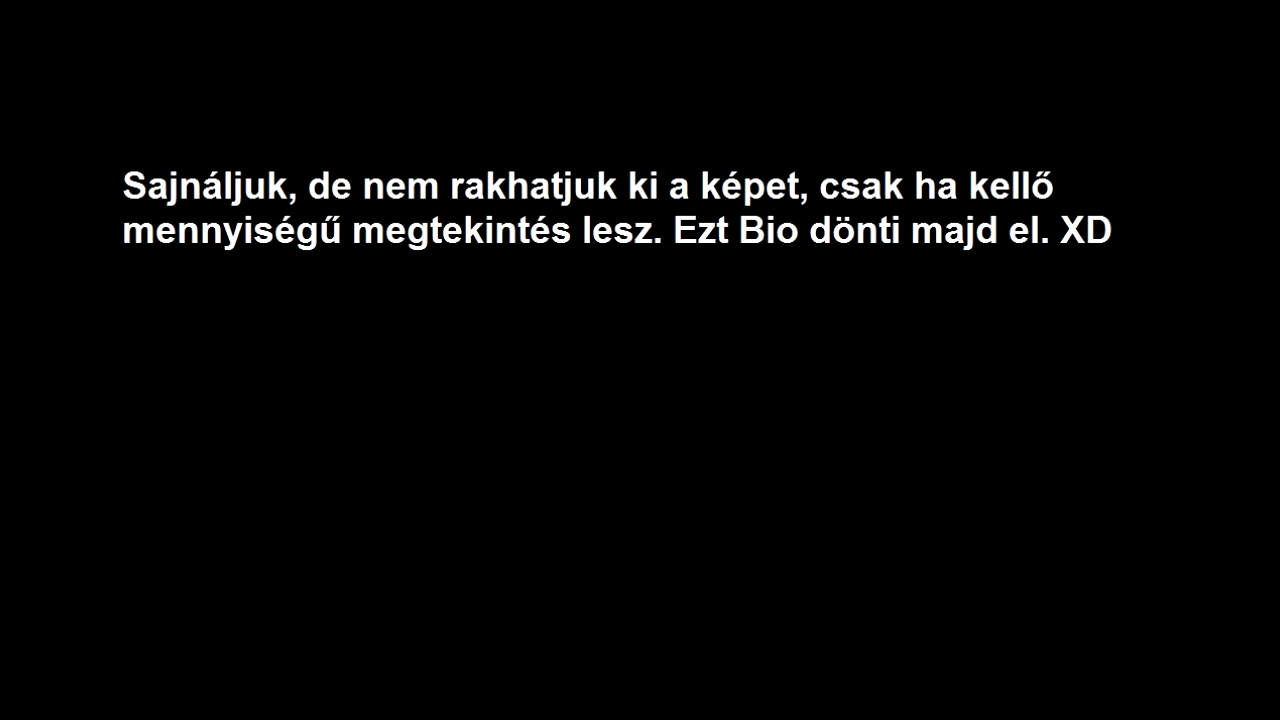 Sajnáljuk, de nem rakhatjuk ki a képet, csak ha kellő
mennyiségű megtekintés lesz. Ezt Bio dönti majd el. XD